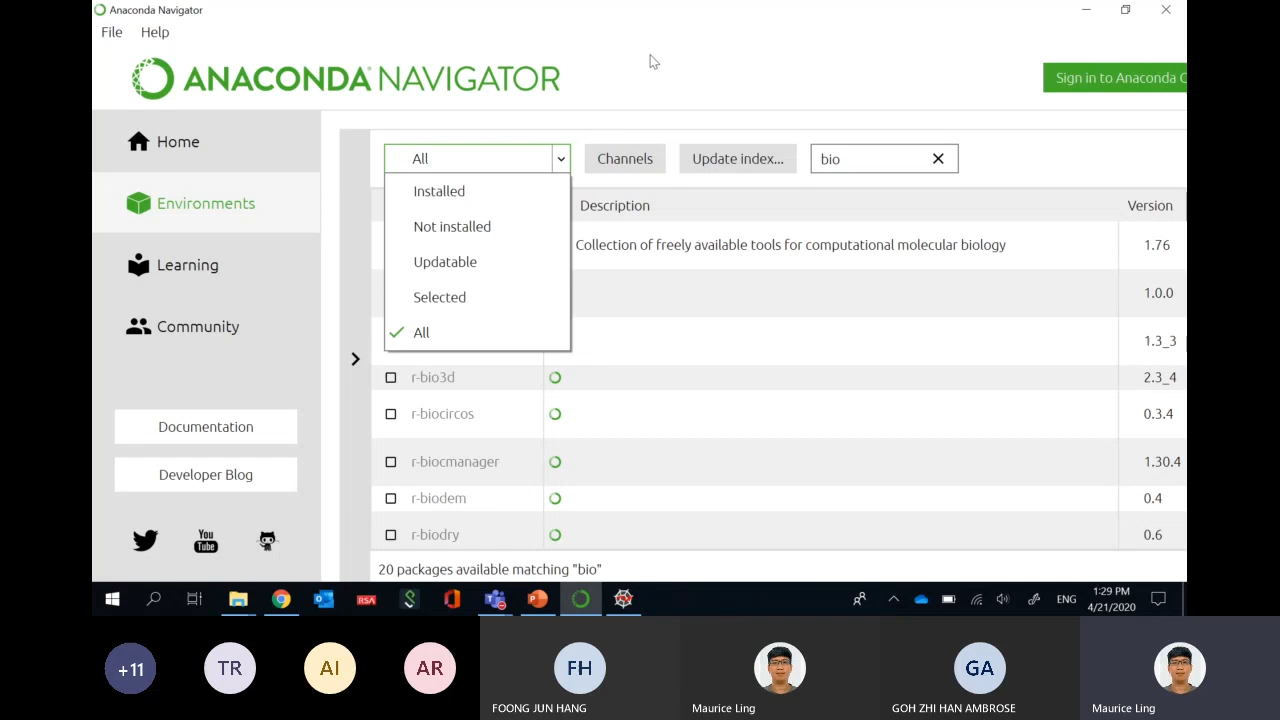 Anaconda Navigator
File Help
ANACONDA NAVIGATOR
Sign in to Anaconda C
Home
Environments
Learning
Community
Documentation
Developer Blog
You
Tube
All
Channels
Update index...
bio
Installed
Not installed
Updatable
Selected
All
Description
Version
Collection of freely available tools for computational molecular biology
1.76
1.0.0
1.3_3
r-bio3d
2.3_4
r-biocircos
0.3.4
r-biocmanager
1.30.4
r-biodem
0.4
r-biodry
0.6
20 packages available matching "bio"
RSA
ENG
1:29 PM
4/21/2020
+11
TR
AI
AR
FH
FOONG JUN HANG
Maurice Ling
GA
GOH ZHI HAN AMBROSE
Maurice Ling